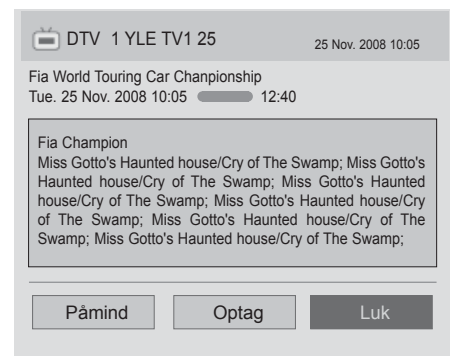 DTV 1 YLE TV1 25 25 Nov. 2008 10:05
Fia World Touring Car Chanpionship
Tue. 25 Nov. 2008 10:05 12:40
Fia Champion
Miss Gotto's Haunted house/Cry of The Swamp; Miss Gotto's
Haunted house/Cry of The Swamp; Miss Gotto's Haunted
house/Cry of The Swamp; Miss Gotto's Haunted house/Cry
of The Swamp; Miss Gotto's Haunted house/Cry of The
Swamp; Miss Gotto's Haunted house/Cry of The Swamp;
Påmind Optag Luk